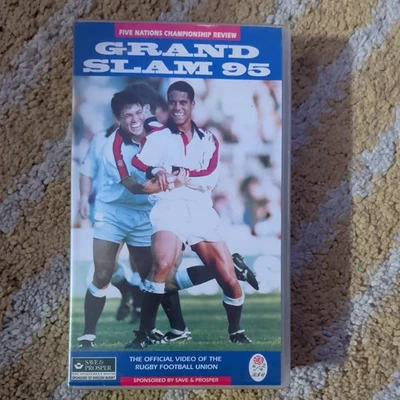 FIVE NATIONS CHAMPIONSHIP REVIEW
GRAND
SLAM 95
SAVE &
PROSPER
THE OFFICIAL VIDEO OF THE
RUGBY FOOTBALL UNION
SPONSORED BY SAVE & PROSPER